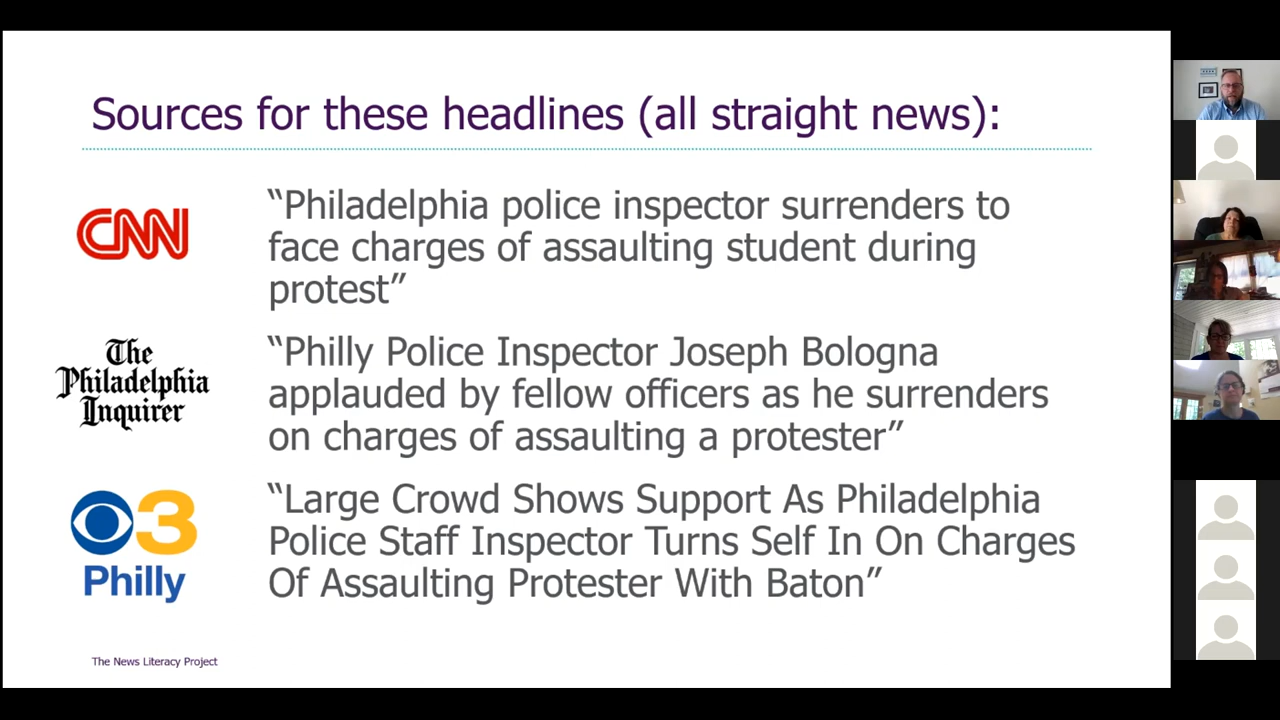 Sources for these headlines (all straight news):
CNN
“Philadelphia police inspector surrenders to
face charges of assaulting student during
protest”
The
Philadelphia
Inquirer
“Philly Police Inspector Joseph Bologna
applauded by fellow officers as he surrenders
on charges of assaulting a protester”
3
Philly
“Large Crowd Shows Support As Philadelphia
Police Staff Inspector Turns Self In On Charges
Of Assaulting Protester With Baton”
The News Literacy Project